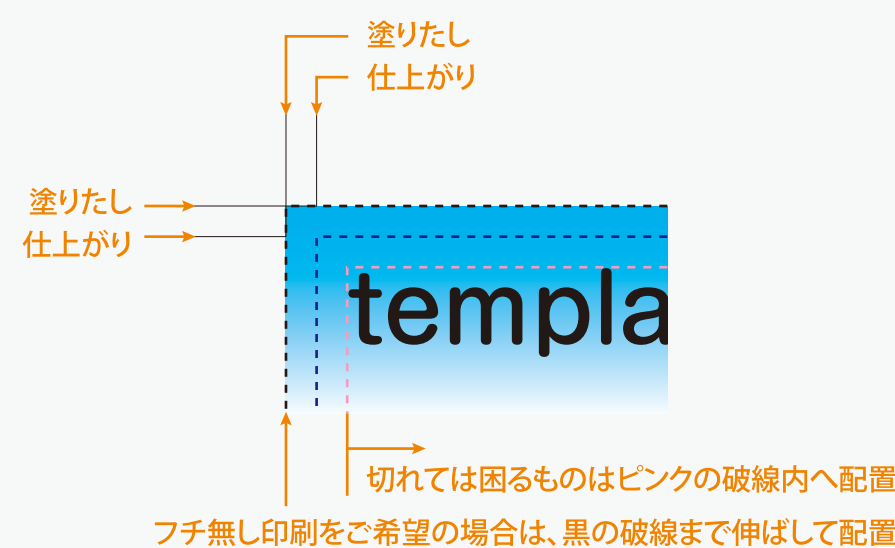 塗りたし
仕上がり
塗りたし
仕上がり
templa
切れては困るものはピンクの破線内へ配置
フチ無し印刷をご希望の場合は、黒の破線まで伸ばして配置